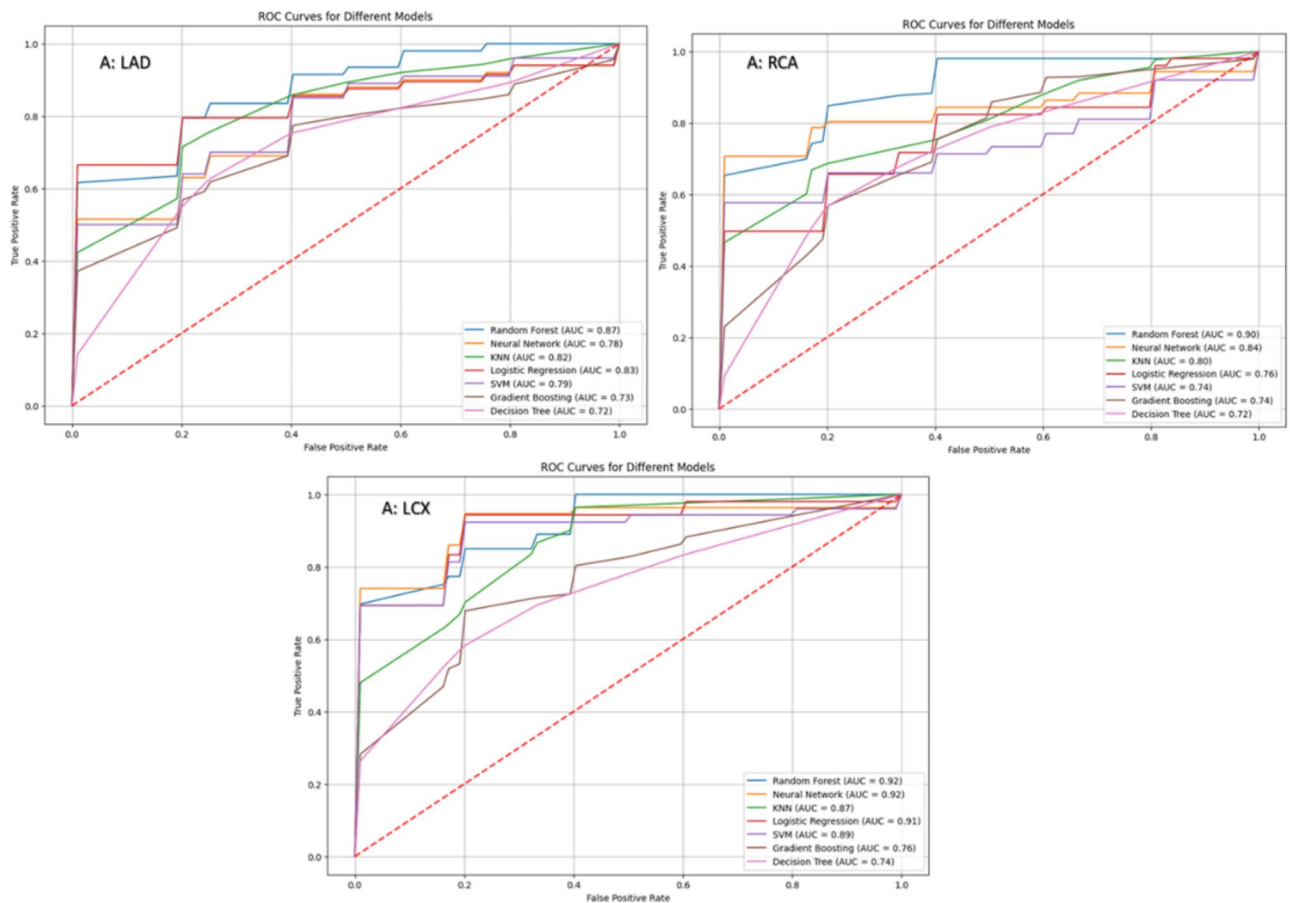 ROC Curves for Different Models
A: LAD
True Positive Rate
1.0
0.8
0.6
0.4
0.2
0.0
0.0 0.2 0.4 0.6 0.8 1.0
False Positive Rate
Random Forest (AUC = 0.87)
Neural Network (AUC = 0.78)
KNN (AUC = 0.82)
Logistic Regression (AUC = 0.83)
SVM (AUC = 0.79)
Gradient Boosting (AUC = 0.73)
Decision Tree (AUC = 0.72)
ROC Curves for Different Models
A: RCA
True Positive Rate
1.0
0.8
0.6
0.4
0.2
0.0
0.0 0.2 0.4 0.6 0.8 1.0
False Positive Rate
Random Forest (AUC = 0.90)
Neural Network (AUC = 0.84)
KNN (AUC = 0.80)
Logistic Regression (AUC = 0.76)
SVM (AUC = 0.74)
Gradient Boosting (AUC = 0.74)
Decision Tree (AUC = 0.72)
ROC Curves for Different Models
A: LCX
True Positive Rate
1.0
0.8
0.6
0.4
0.2
0.0
0.0 0.2 0.4 0.6 0.8 1.0
False Positive Rate
Random Forest (AUC = 0.92)
Neural Network (AUC = 0.92)
KNN (AUC = 0.87)
Logistic Regression (AUC = 0.91)
SVM (AUC = 0.89)
Gradient Boosting (AUC = 0.76)
Decision Tree (AUC = 0.74)